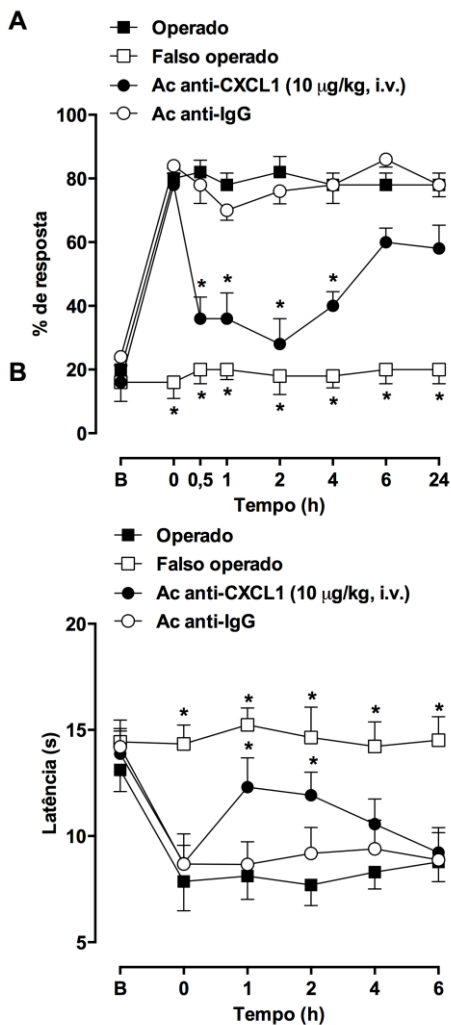 A
Operado
Falso operado
Ac anti-CXCL1 (10 μg/kg, i.v.)
Ac anti-IgG
100
80
60
40
20
0
% de resposta
* * * *
* * * * * * *
B 0 0,5 1 2 4 6 24
Tempo (h)
B
Operado
Falso operado
Ac anti-CXCL1 (10 μg/kg, i.v.)
Ac anti-IgG
20
15
10
5
Latência (s)
* * * * *
* *
B 0 1 2 4 6
Tempo (h)